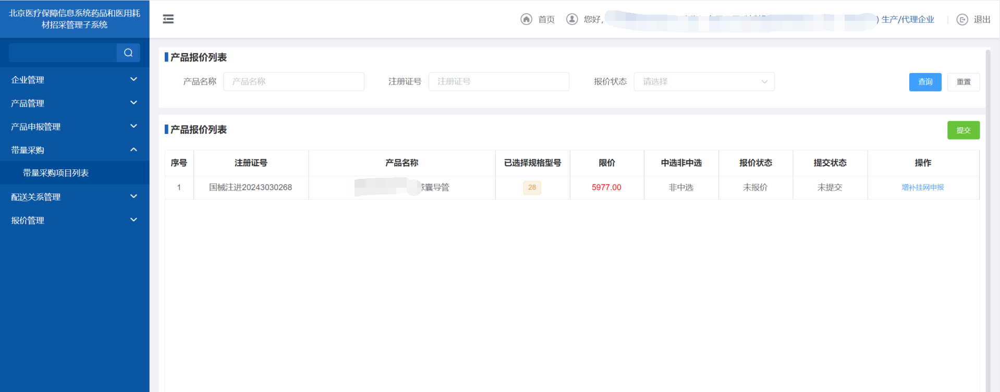 北京医疗保障信息系统药品和医用耗
材招采管理子系统
首页
您好,
) 生产/代理企业
退出
企业管理
产品管理
产品申报管理
带量采购
带量采购项目列表
配送关系管理
报价管理
产品报价列表
产品名称 产品名称 注册证号 注册证号 报价状态 请选择 查询 重置
产品报价列表
提交
序号 注册证号 产品名称 已选择规格型号 限价 中选非中选 报价状态 提交状态 操作
1 国械注进20243030268 囊导管 28 5977.00 非中选 未报价 未提交 增补挂网申报